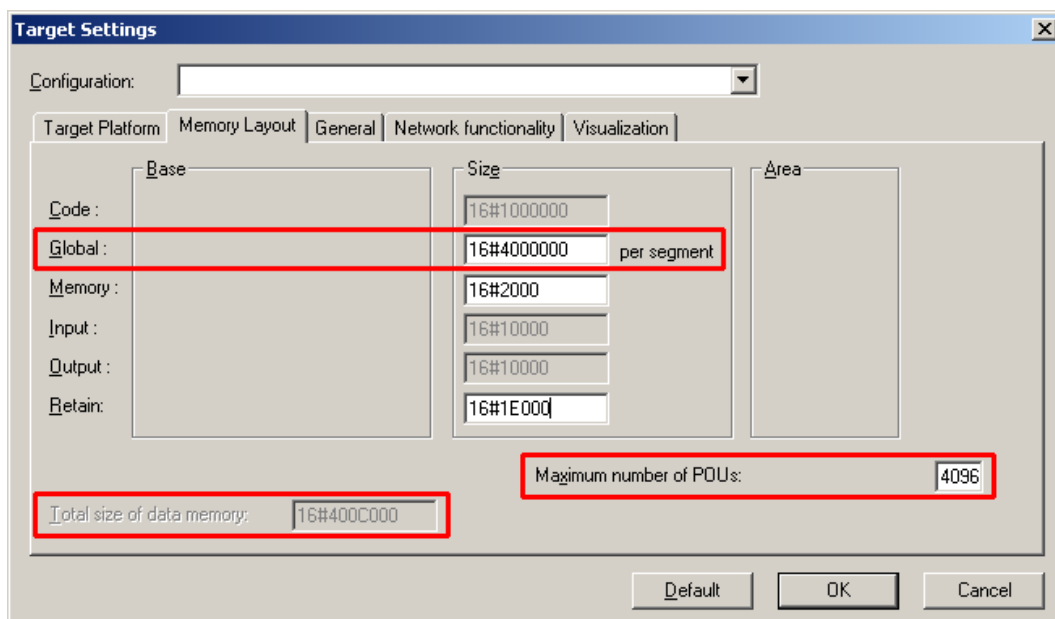 Target Settings
Configuration:
Target Platform Memory Layout General Network functionality Visualization
Base Size Area
Code : 16#1000000
Global : 16#4000000 per segment
Memory : 16#2000
Input : 16#10000
Output : 16#10000
Retain: 16#1E000
Maximum number of POUs: 4096
Total size of data memory: 16#400C000
Default OK Cancel